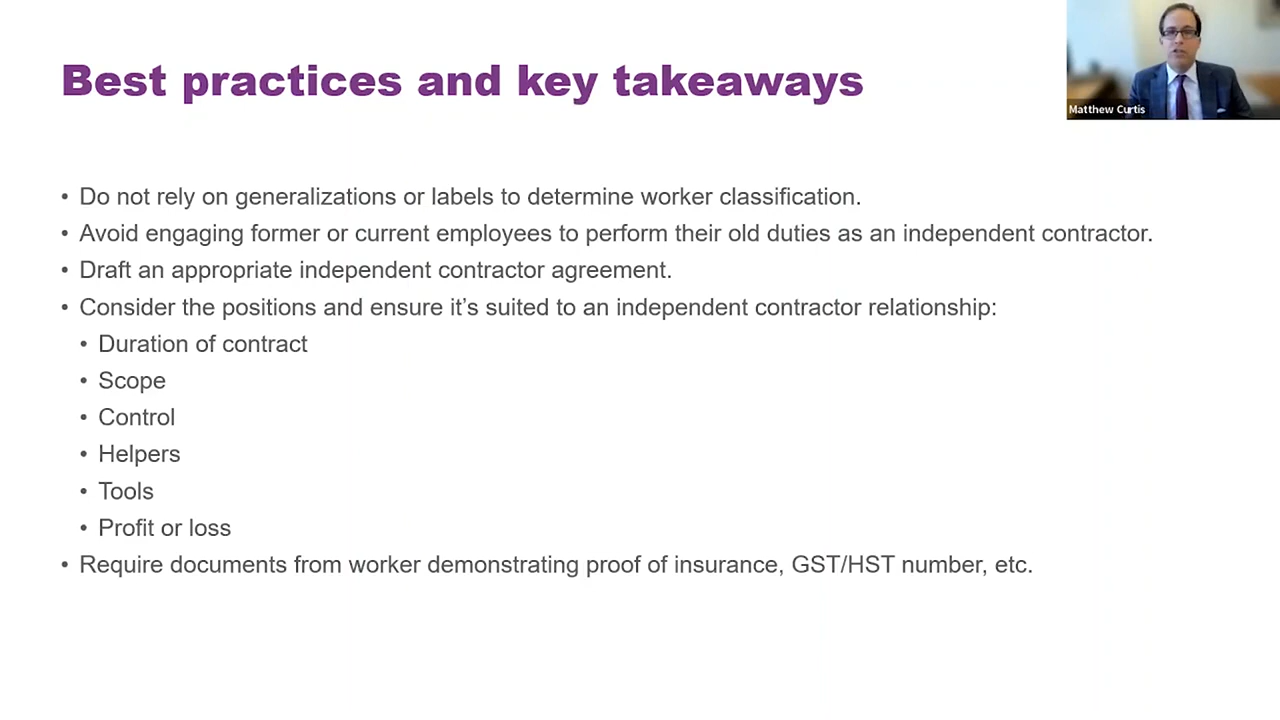 Best practices and key takeaways
Matthew Curtis
• Do not rely on generalizations or labels to determine worker classification.
• Avoid engaging former or current employees to perform their old duties as an independent contractor.
• Draft an appropriate independent contractor agreement.
• Consider the positions and ensure it’s suited to an independent contractor relationship:
• Duration of contract
• Scope
• Control
• Helpers
• Tools
• Profit or loss
• Require documents from worker demonstrating proof of insurance, GST/HST number, etc.